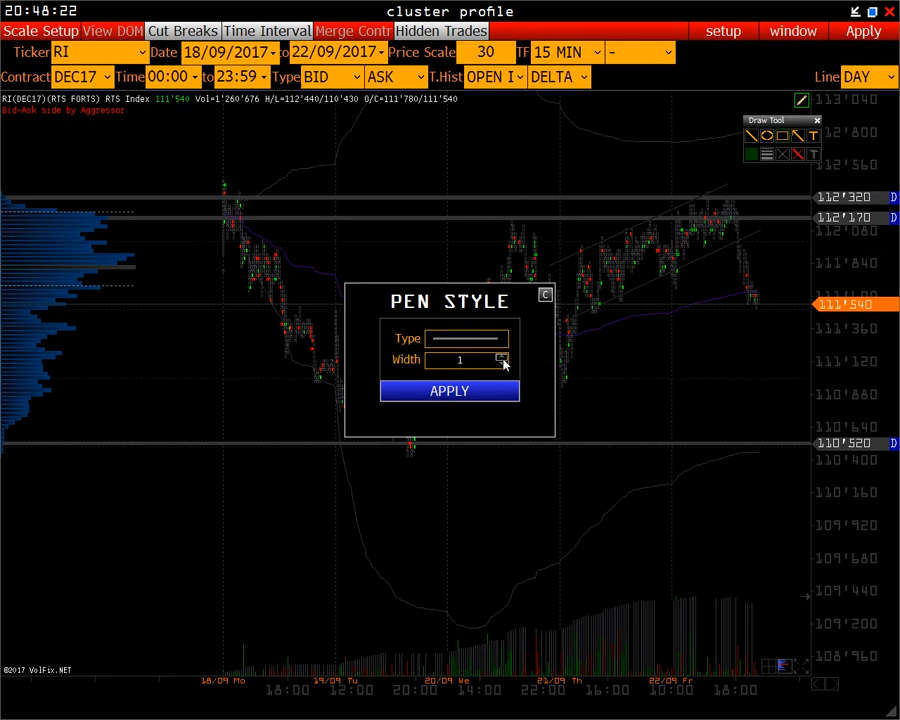 20:48:22 cluster profile
Scale Setup View DOM Cut Breaks Time Interval Merge Contr Hidden Trades setup window Apply
Ticker RI Date 18/09/2017 to 22/09/2017 Price Scale 30 TF 15 MIN -
Contract DEC17 Time 00:00 to 23:59 Type BID ASK T.Hist OPEN I DELTA Line DAY
RI(DEC17)(RTS FORTS) RTS Index 111'540 Vol=1'260'676 H/L=112'440/110'430 O/C=111'780/111'540
Bid-Ask side by Aggressor
113'040
Draw Tool
T
112'800
T
112'560
112'320 D
112'170 D
112'080
111'840
PEN STYLE C
111'540
Type
111'360
Width 1
111'120
APPLY
110'880
110'640
110'520 D
110'400
110'160
109'920
109'680
109'440
109'200
108'960
©2017 VolFix.NET
18/09 Mo 19/09 Tu 20/09 We 21/09 Th 22/09 Fr
18:00 12:00 20:00 22:00 16:00 10:00 18:00